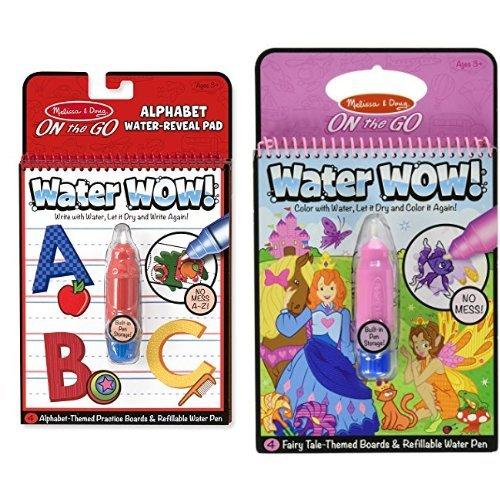 Ages 3+
Melissa & Doug
ON the GO
ALPHABET
WATER-REVEAL PAD
Water WOW!
Write with Water, Let it Dry and Write Again!
A
NO MESS
A-Z!
Built-in
Pen
Storage!
B
C
4 Alphabet-Themed Practice Boards & Refillable Water Pen
Ages 3+
Melissa & Doug
ON the GO
Water WOW!
Color with Water, Let it Dry and Color it Again!
NO MESS!
Built-in
Pen
Storage!
4 Fairy Tale-Themed Boards & Refillable Water Pen